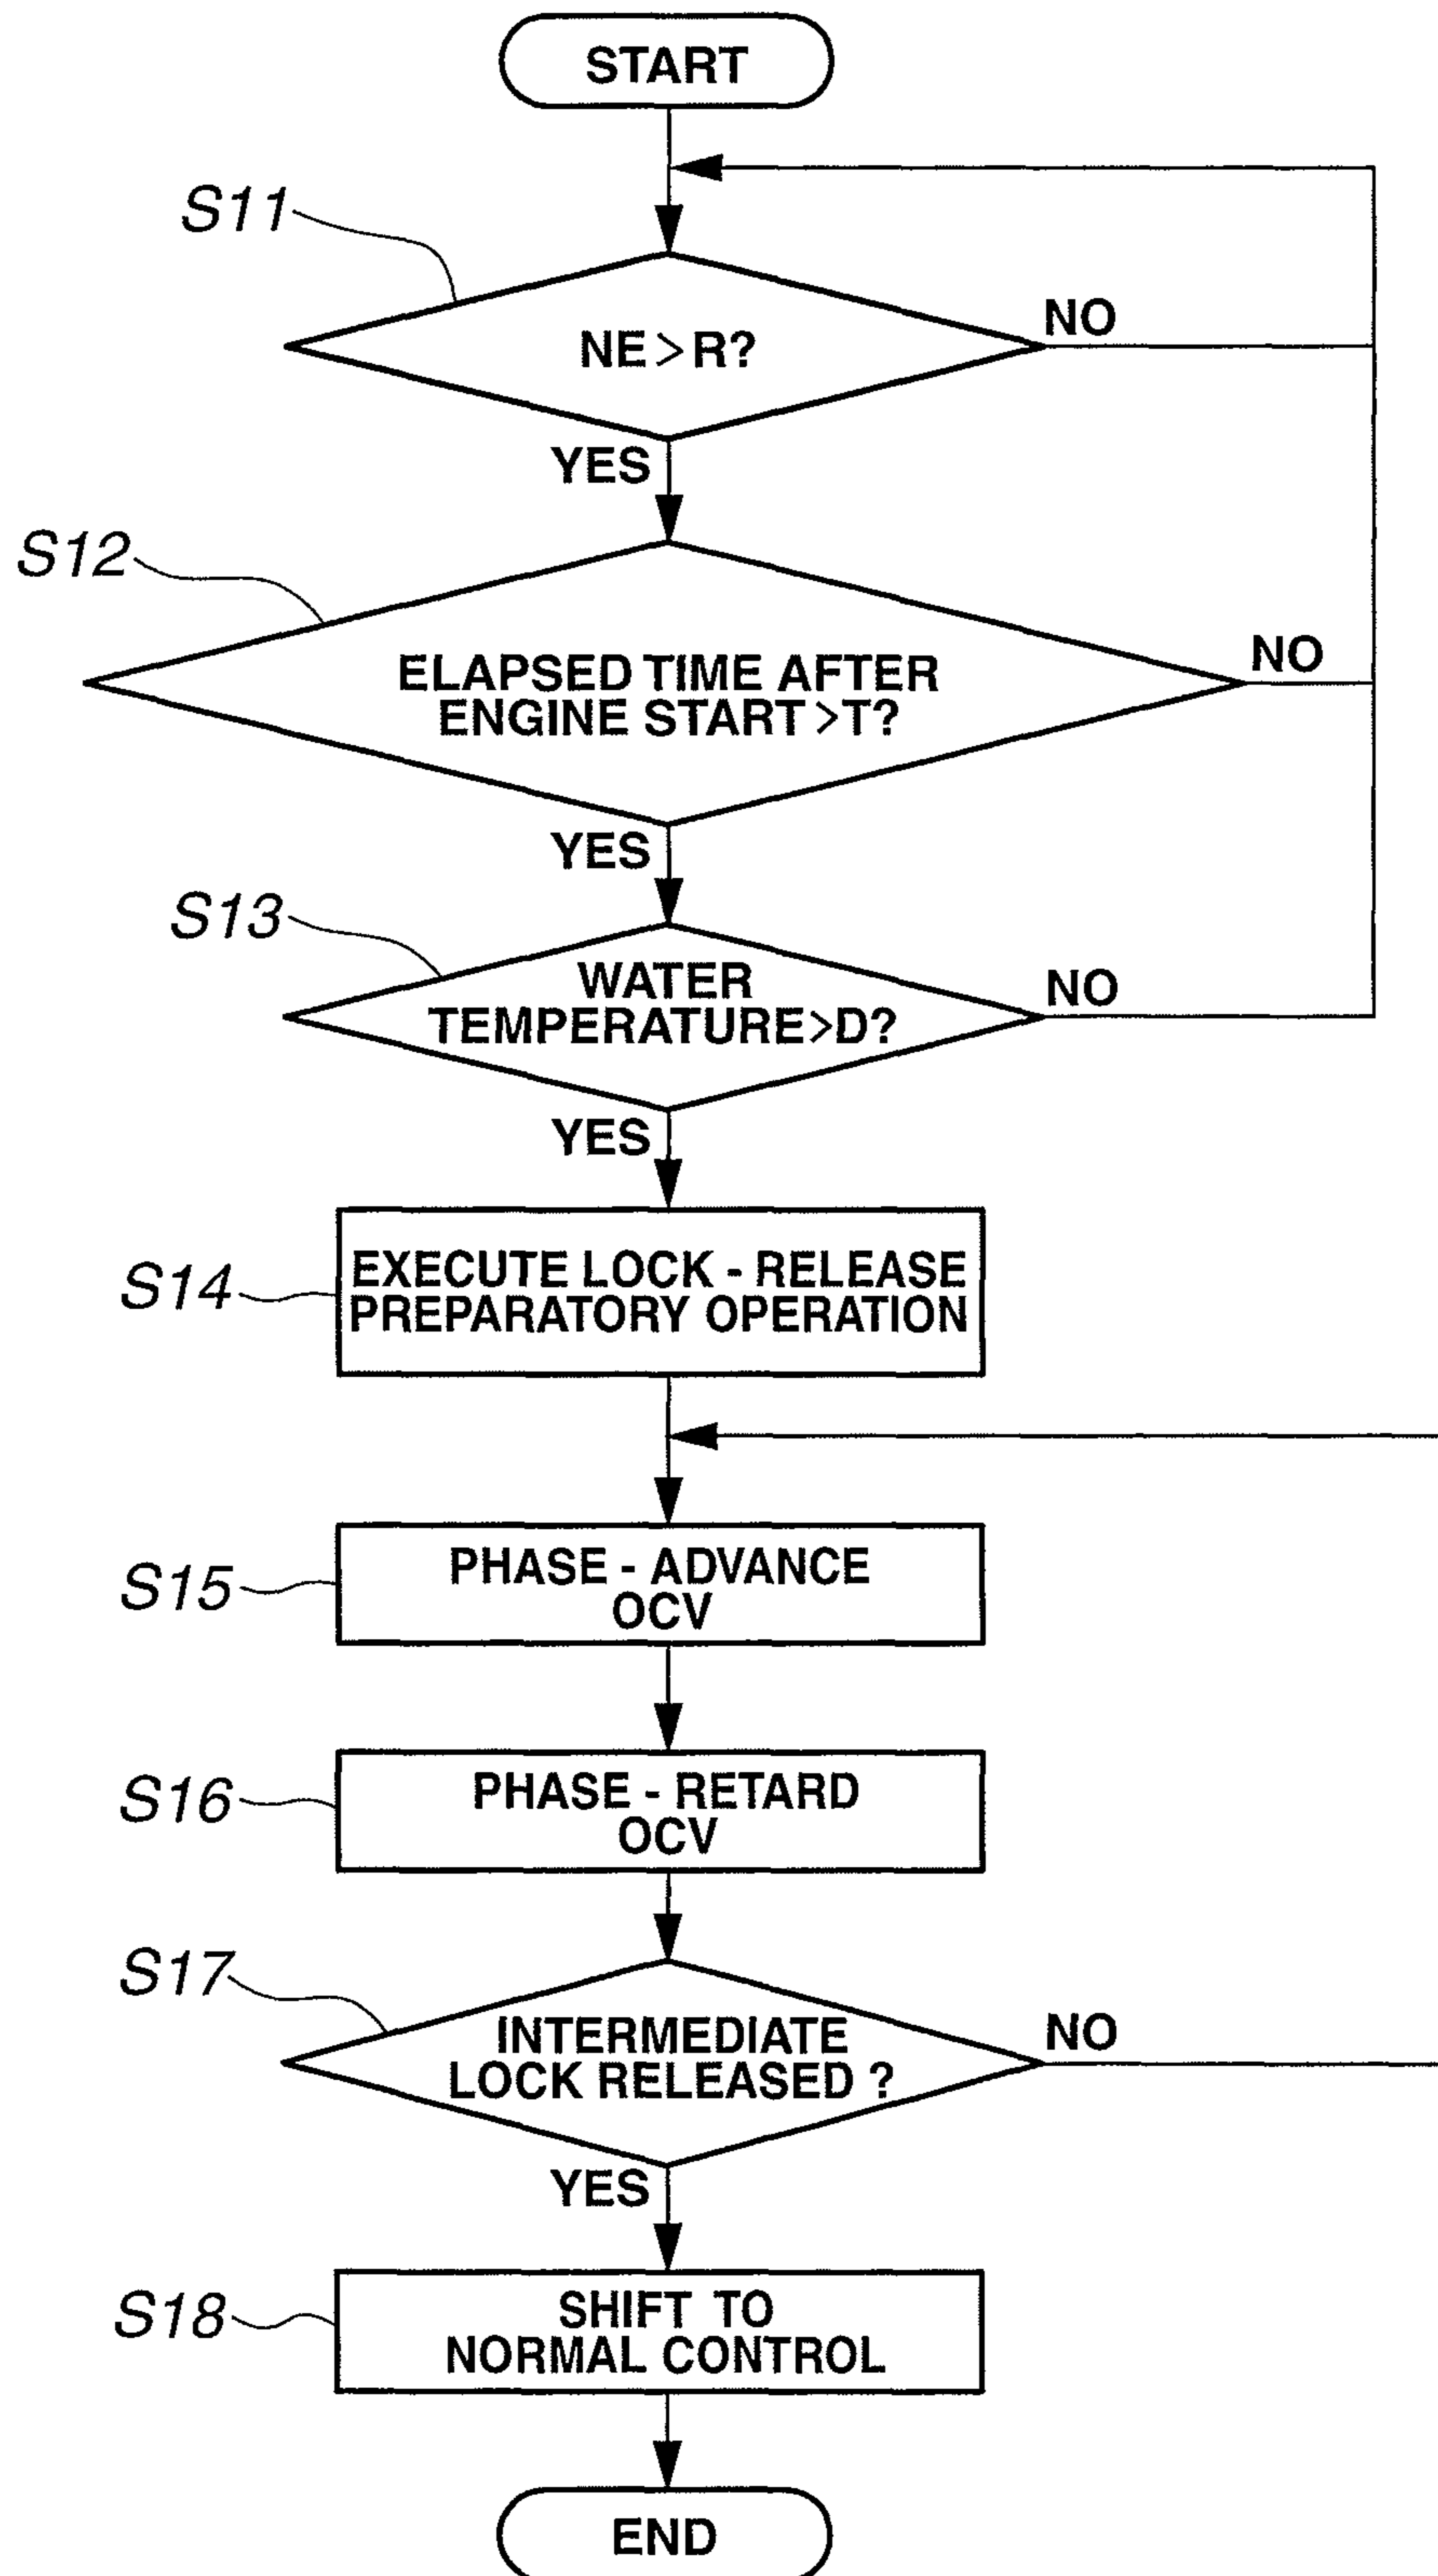 START
S11
NE>R?
NO
YES
S12
ELAPSED TIME AFTER
ENGINE START>T?
NO
YES
S13
WATER
TEMPERATURE>D?
NO
YES
S14
EXECUTE LOCK - RELEASE
PREPARATORY OPERATION
S15
PHASE - ADVANCE
OCV
S16
PHASE - RETARD
OCV
S17
INTERMEDIATE
LOCK RELEASED ?
NO
YES
S18
SHIFT TO
NORMAL CONTROL
END